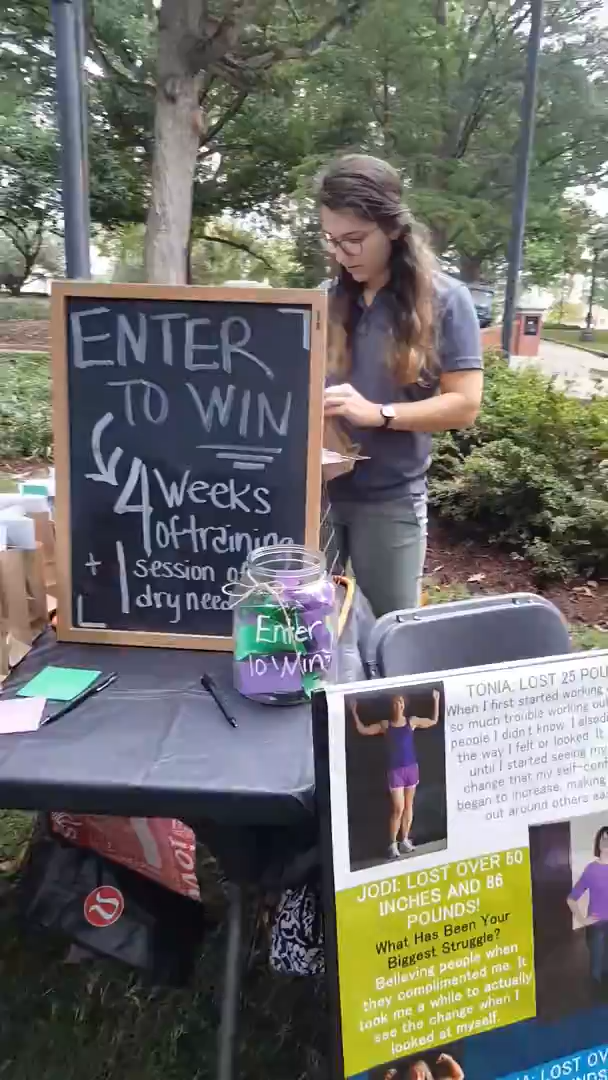 ENTER
TO WIN
4 Weeks
of training
+ 1 session of
dry need
Enter
To Win
TONIA: LOST 25 POU
When I first started working
so much trouble working ou
people I didn't know. I also
the way I felt or looked. It
until I started seeing my
change that my self-conf
began to increase, making
out around others ea
JODI: LOST OVER 60
INCHES AND 86
POUNDS!
What Has Been Your
Biggest Struggle?
Believing people when
they complimented me. It
took me a while to actually
see the change when I
looked at myself.
LOST OV